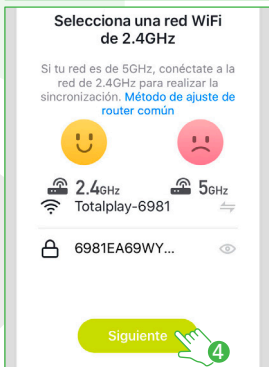 Selecciona una red WiFi
de 2.4GHz
Si tu red es de 5GHz, conéctate a la
red de 2.4GHz para realizar la
sincronización. Método de ajuste de
router común
2.4GHz 5GHz
Totalplay-6981
6981EA69WY...
Siguiente
4